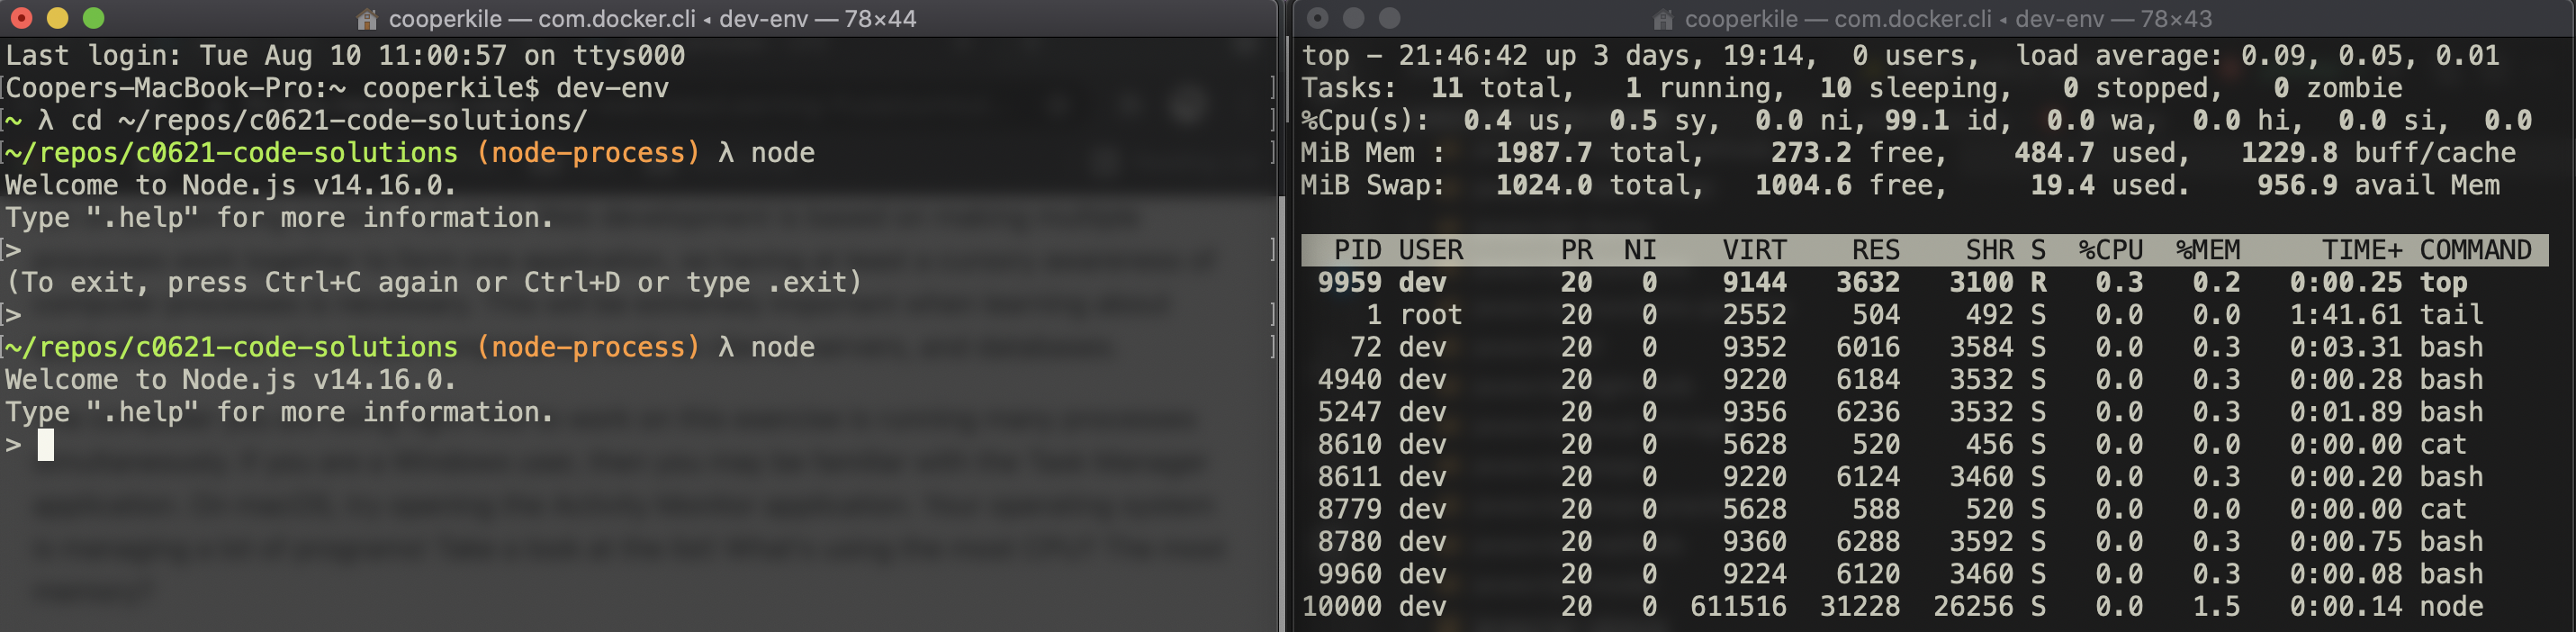 cooperkile — com.docker.cli ◂ dev-env — 78×44
Last login: Tue Aug 10 11:00:57 on ttys000
Coopers-MacBook-Pro:~ cooperkile$ dev-env
~ λ cd ~/repos/c0621-code-solutions/
~/repos/c0621-code-solutions (node-process) λ node
Welcome to Node.js v14.16.0.
Type ".help" for more information.
>
(To exit, press Ctrl+C again or Ctrl+D or type .exit)
>
~/repos/c0621-code-solutions (node-process) λ node
Welcome to Node.js v14.16.0.
Type ".help" for more information.
>
cooperkile — com.docker.cli ◂ dev-env — 78×43
top - 21:46:42 up 3 days, 19:14,  0 users,  load average: 0.09, 0.05, 0.01
Tasks:  11 total,   1 running,  10 sleeping,   0 stopped,   0 zombie
%Cpu(s):  0.4 us,  0.5 sy,  0.0 ni, 99.1 id,  0.0 wa,  0.0 hi,  0.0 si,  0.0
MiB Mem :   1987.7 total,    273.2 free,    484.7 used,   1229.8 buff/cache
MiB Swap:   1024.0 total,   1004.6 free,     19.4 used.    956.9 avail Mem
PID USER      PR  NI    VIRT    RES    SHR S  %CPU  %MEM     TIME+ COMMAND
9959 dev       20   0    9144   3632   3100 R   0.3   0.2   0:00.25 top
1 root      20   0    2552    504    492 S   0.0   0.0   1:41.61 tail
72 dev       20   0    9352   6016   3584 S   0.0   0.3   0:03.31 bash
4940 dev       20   0    9220   6184   3532 S   0.0   0.3   0:00.28 bash
5247 dev       20   0    9356   6236   3532 S   0.0   0.3   0:01.89 bash
8610 dev       20   0    5628    520    456 S   0.0   0.0   0:00.00 cat
8611 dev       20   0    9220   6124   3460 S   0.0   0.3   0:00.20 bash
8779 dev       20   0    5628    588    520 S   0.0   0.0   0:00.00 cat
8780 dev       20   0    9360   6288   3592 S   0.0   0.3   0:00.75 bash
9960 dev       20   0    9224   6120   3460 S   0.0   0.3   0:00.08 bash
10000 dev       20   0  611516  31228  26256 S   0.0   1.5   0:00.14 node